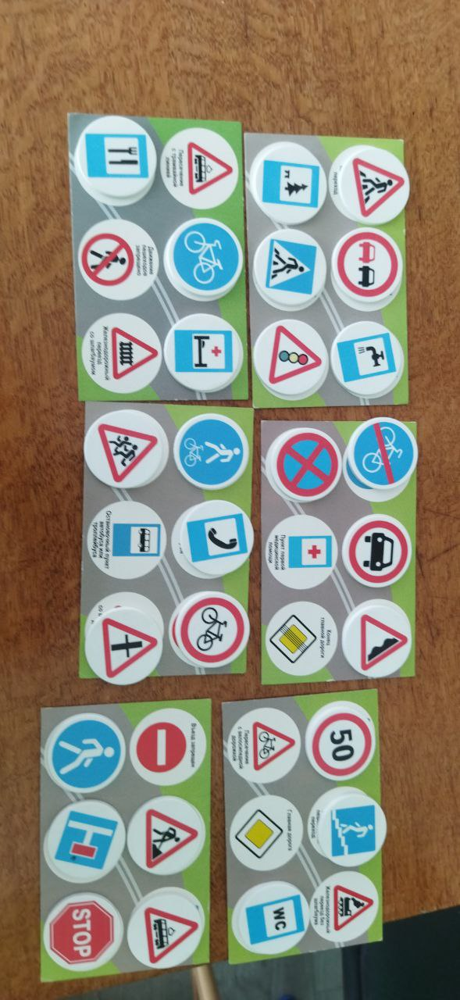 Пересечение
с трамвайной
линией
Движение
пешеходов
запрещено
Железнодорожный
переезд
со шлагбаумом
переход
Остановочный пункт
автобуса или
троллейбуса
Пункт первой
медицинской
помощи
Конец
главной дороги
Въезд запрещен
STOP
Пересечение
с велосипедной
дорожкой
50
Главная дорога
переход
Железнодорожный
переезд без
шлагбаума
WC